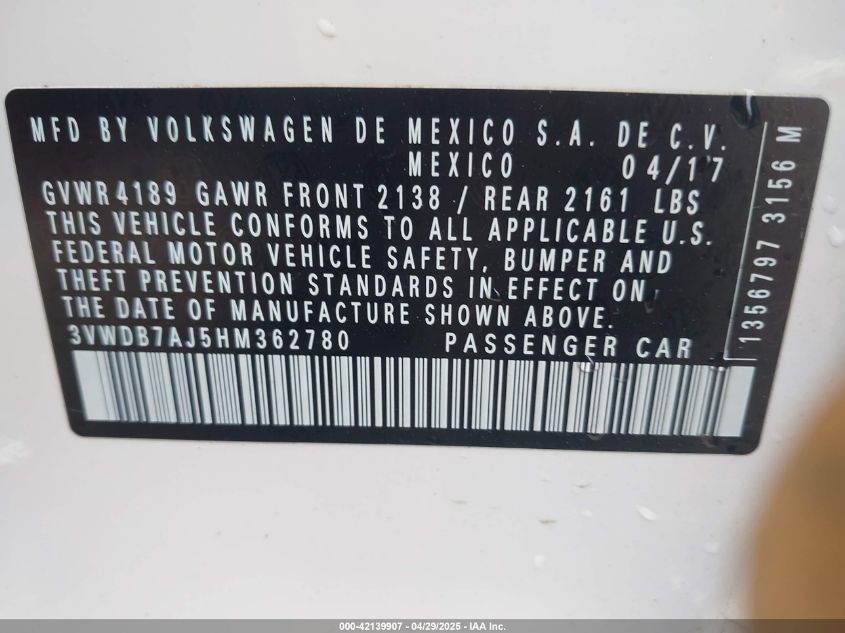 MFD BY VOLKSWAGEN DE MEXICO S.A. DE C.V.
MEXICO 04/17
GVWR 4189 GAWR FRONT 2138 / REAR 2161 LBS
THIS VEHICLE CONFORMS TO ALL APPLICABLE U.S.
FEDERAL MOTOR VEHICLE SAFETY, BUMPER AND
THEFT PREVENTION STANDARDS IN EFFECT ON
THE DATE OF MANUFACTURE SHOWN ABOVE.
3VWDB7AJ5HM362780 PASSENGER CAR
1356797 3156 M
000-42139907 - 04/29/2025 - IAA Inc.